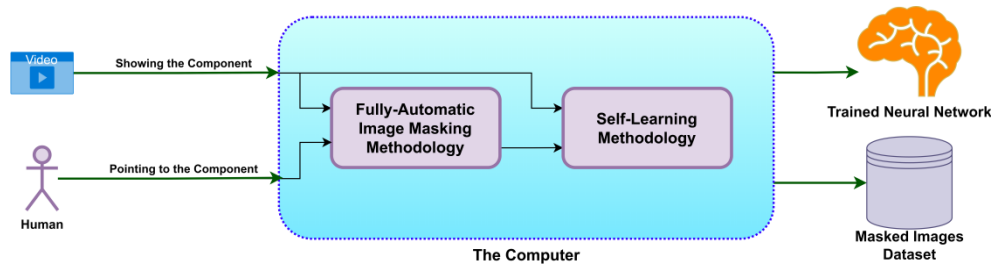 Video
Showing the Component
Fully-Automatic
Image Masking
Methodology
Self-Learning
Methodology
Trained Neural Network
Pointing to the Component
Human
Masked Images
Dataset
The Computer